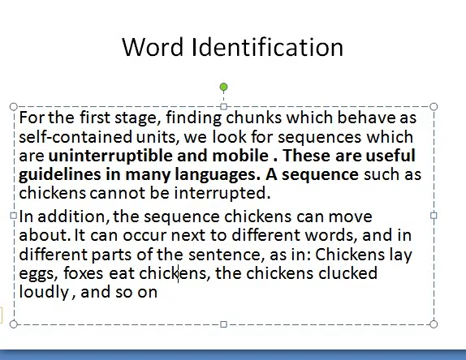 Word Identification
For the first stage, finding chunks which behave as
self-contained units, we look for sequences which
are uninterruptible and mobile . These are useful
guidelines in many languages. A sequence such as
chickens cannot be interrupted.
In addition, the sequence chickens can move
about. It can occur next to different words, and in
different parts of the sentence, as in: Chickens lay
eggs, foxes eat chickens, the chickens clucked
loudly , and so on